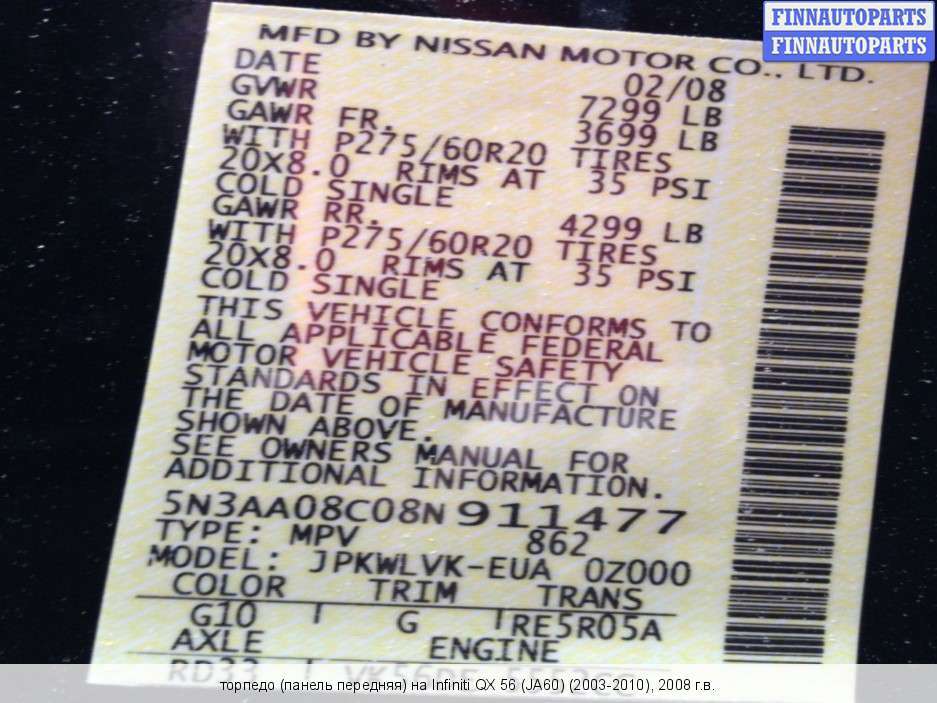 FINNAUTOPARTS
FINNAUTOPARTS
MFD BY NISSAN MOTOR CO., LTD.
DATE 02/08
GVWR 7299 LB
GAWR FR. 3699 LB
WITH P275/60R20 TIRES
20X8.0 RIMS AT 35 PSI
COLD SINGLE
GAWR RR. 4299 LB
WITH P275/60R20 TIRES
20X8.0 RIMS AT 35 PSI
COLD SINGLE
THIS VEHICLE CONFORMS TO
ALL APPLICABLE FEDERAL
MOTOR VEHICLE SAFETY
STANDARDS IN EFFECT ON
THE DATE OF MANUFACTURE
SHOWN ABOVE.
SEE OWNERS MANUAL FOR
ADDITIONAL INFORMATION.
5N3AA08C08N911477
TYPE: MPV 862
MODEL: JPKWLVK-EUA 0Z000
COLOR TRIM TRANS
G10 G RE5R05A
AXLE ENGINE
RD33 VK56DE 5552CC
торпедо (панель передняя) на Infiniti QX 56 (JA60) (2003-2010), 2008 г.в.